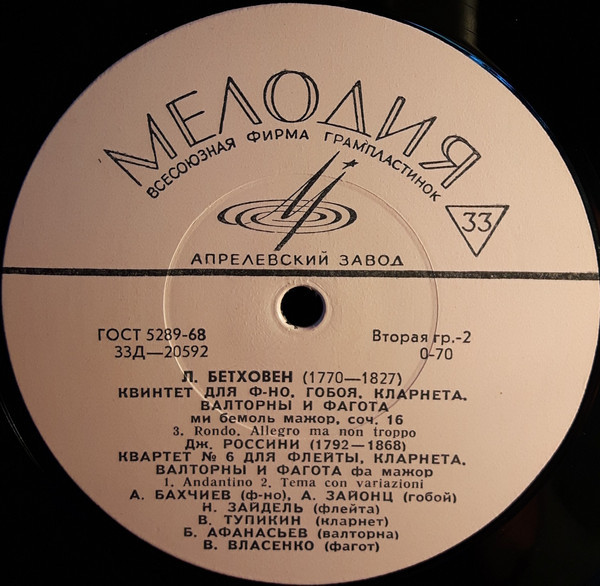 МЕЛОДИЯ
ВСЕСОЮЗНАЯ ФИРМА ГРАМПЛАСТИНОК
33
АПРЕЛЕВСКИЙ ЗАВОД
ГОСТ 5289-68
Вторая гр.-2
33Д—20592
0-70
Л. БЕТХОВЕН (1770—1827)
КВИНТЕТ ДЛЯ Ф-НО, ГОБОЯ, КЛАРНЕТА,
ВАЛТОРНЫ И ФАГОТА
ми бемоль мажор, соч. 16
3. Rondo. Allegro ma non troppo
Дж. РОССИНИ (1792—1868)
КВАРТЕТ № 6 ДЛЯ ФЛЕЙТЫ, КЛАРНЕТА,
ВАЛТОРНЫ И ФАГОТА фа мажор
1. Andantino 2. Tema con variazioni
А. БАХЧИЕВ (ф-но), А. ЗАЙОНЦ (гобой)
Н. ЗАЙДЕЛЬ (флейта)
В. ТУПИКИН (кларнет)
Б. АФАНАСЬЕВ (валторна)
В. ВЛАСЕНКО (фагот)